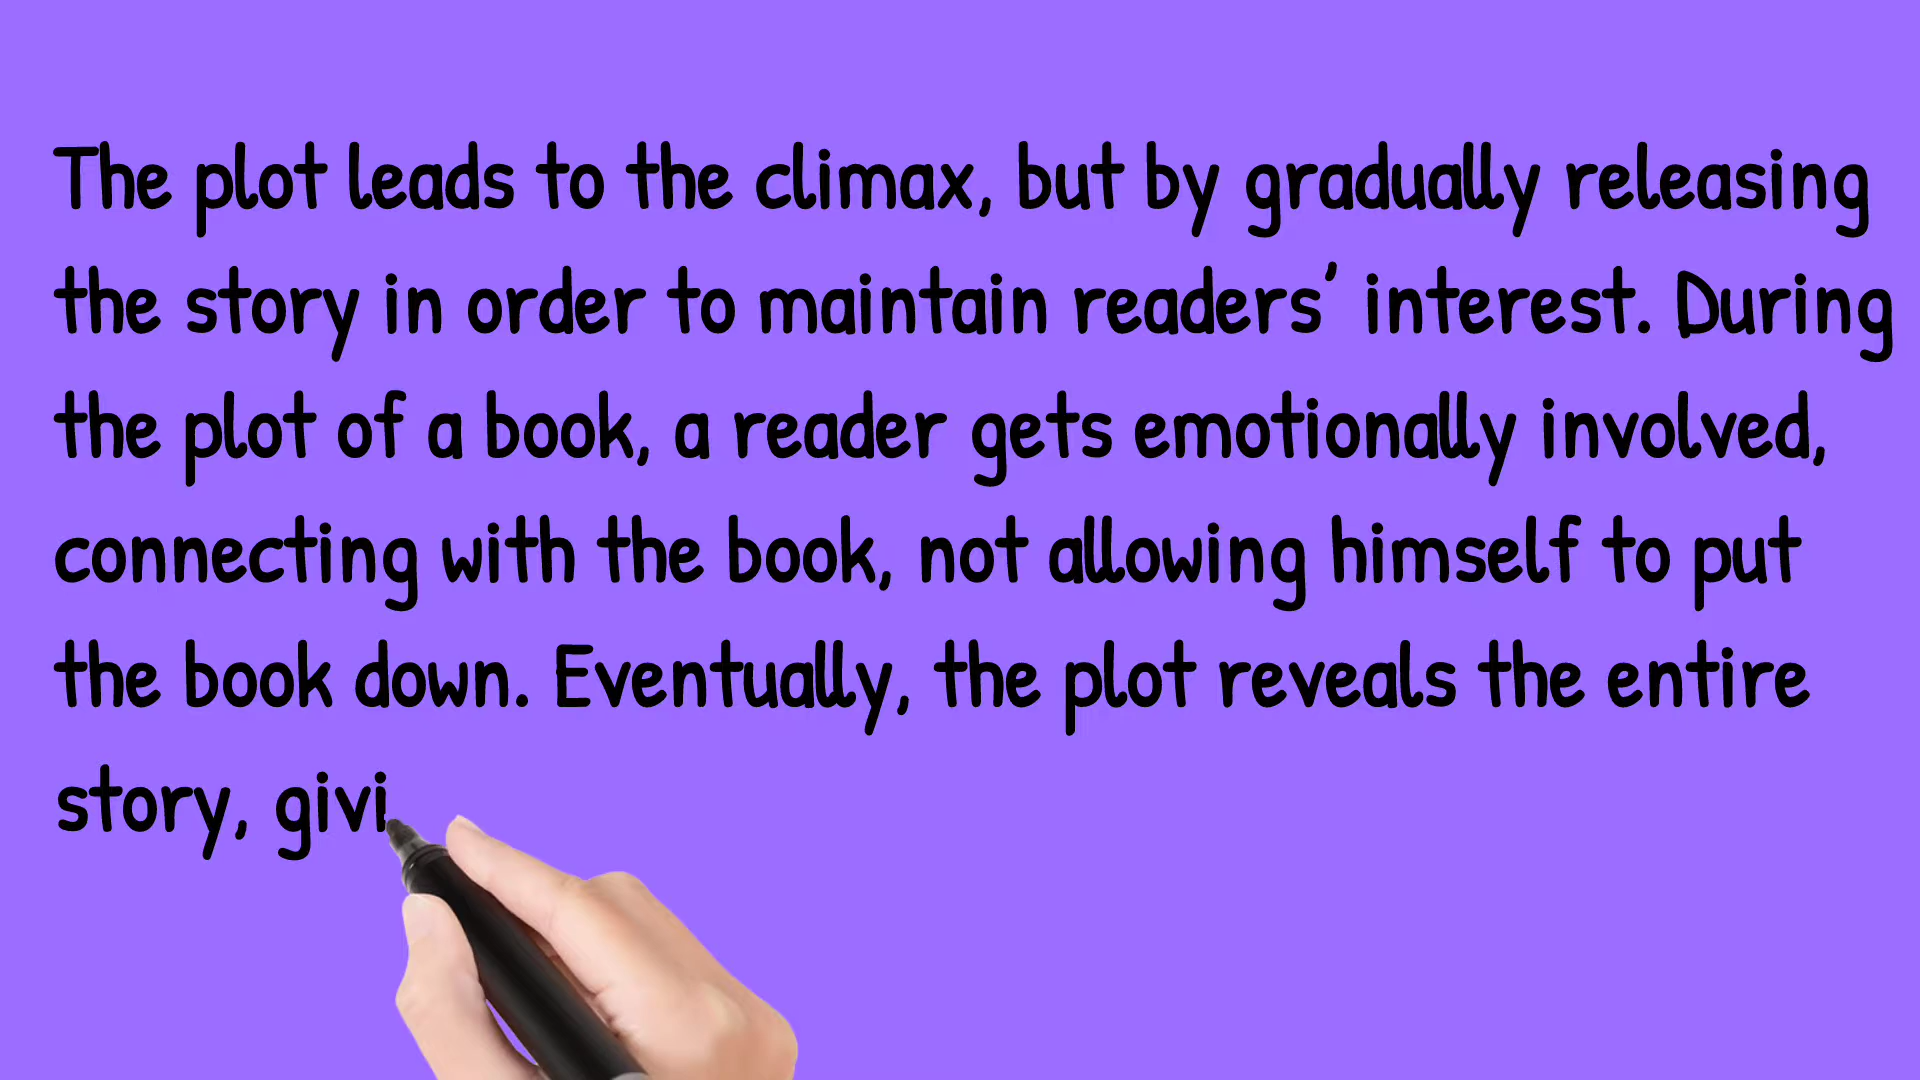 The plot leads to the climax, but by gradually releasing
the story in order to maintain readers’ interest. During
the plot of a book, a reader gets emotionally involved,
connecting with the book, not allowing himself to put
the book down. Eventually, the plot reveals the entire
story, givi